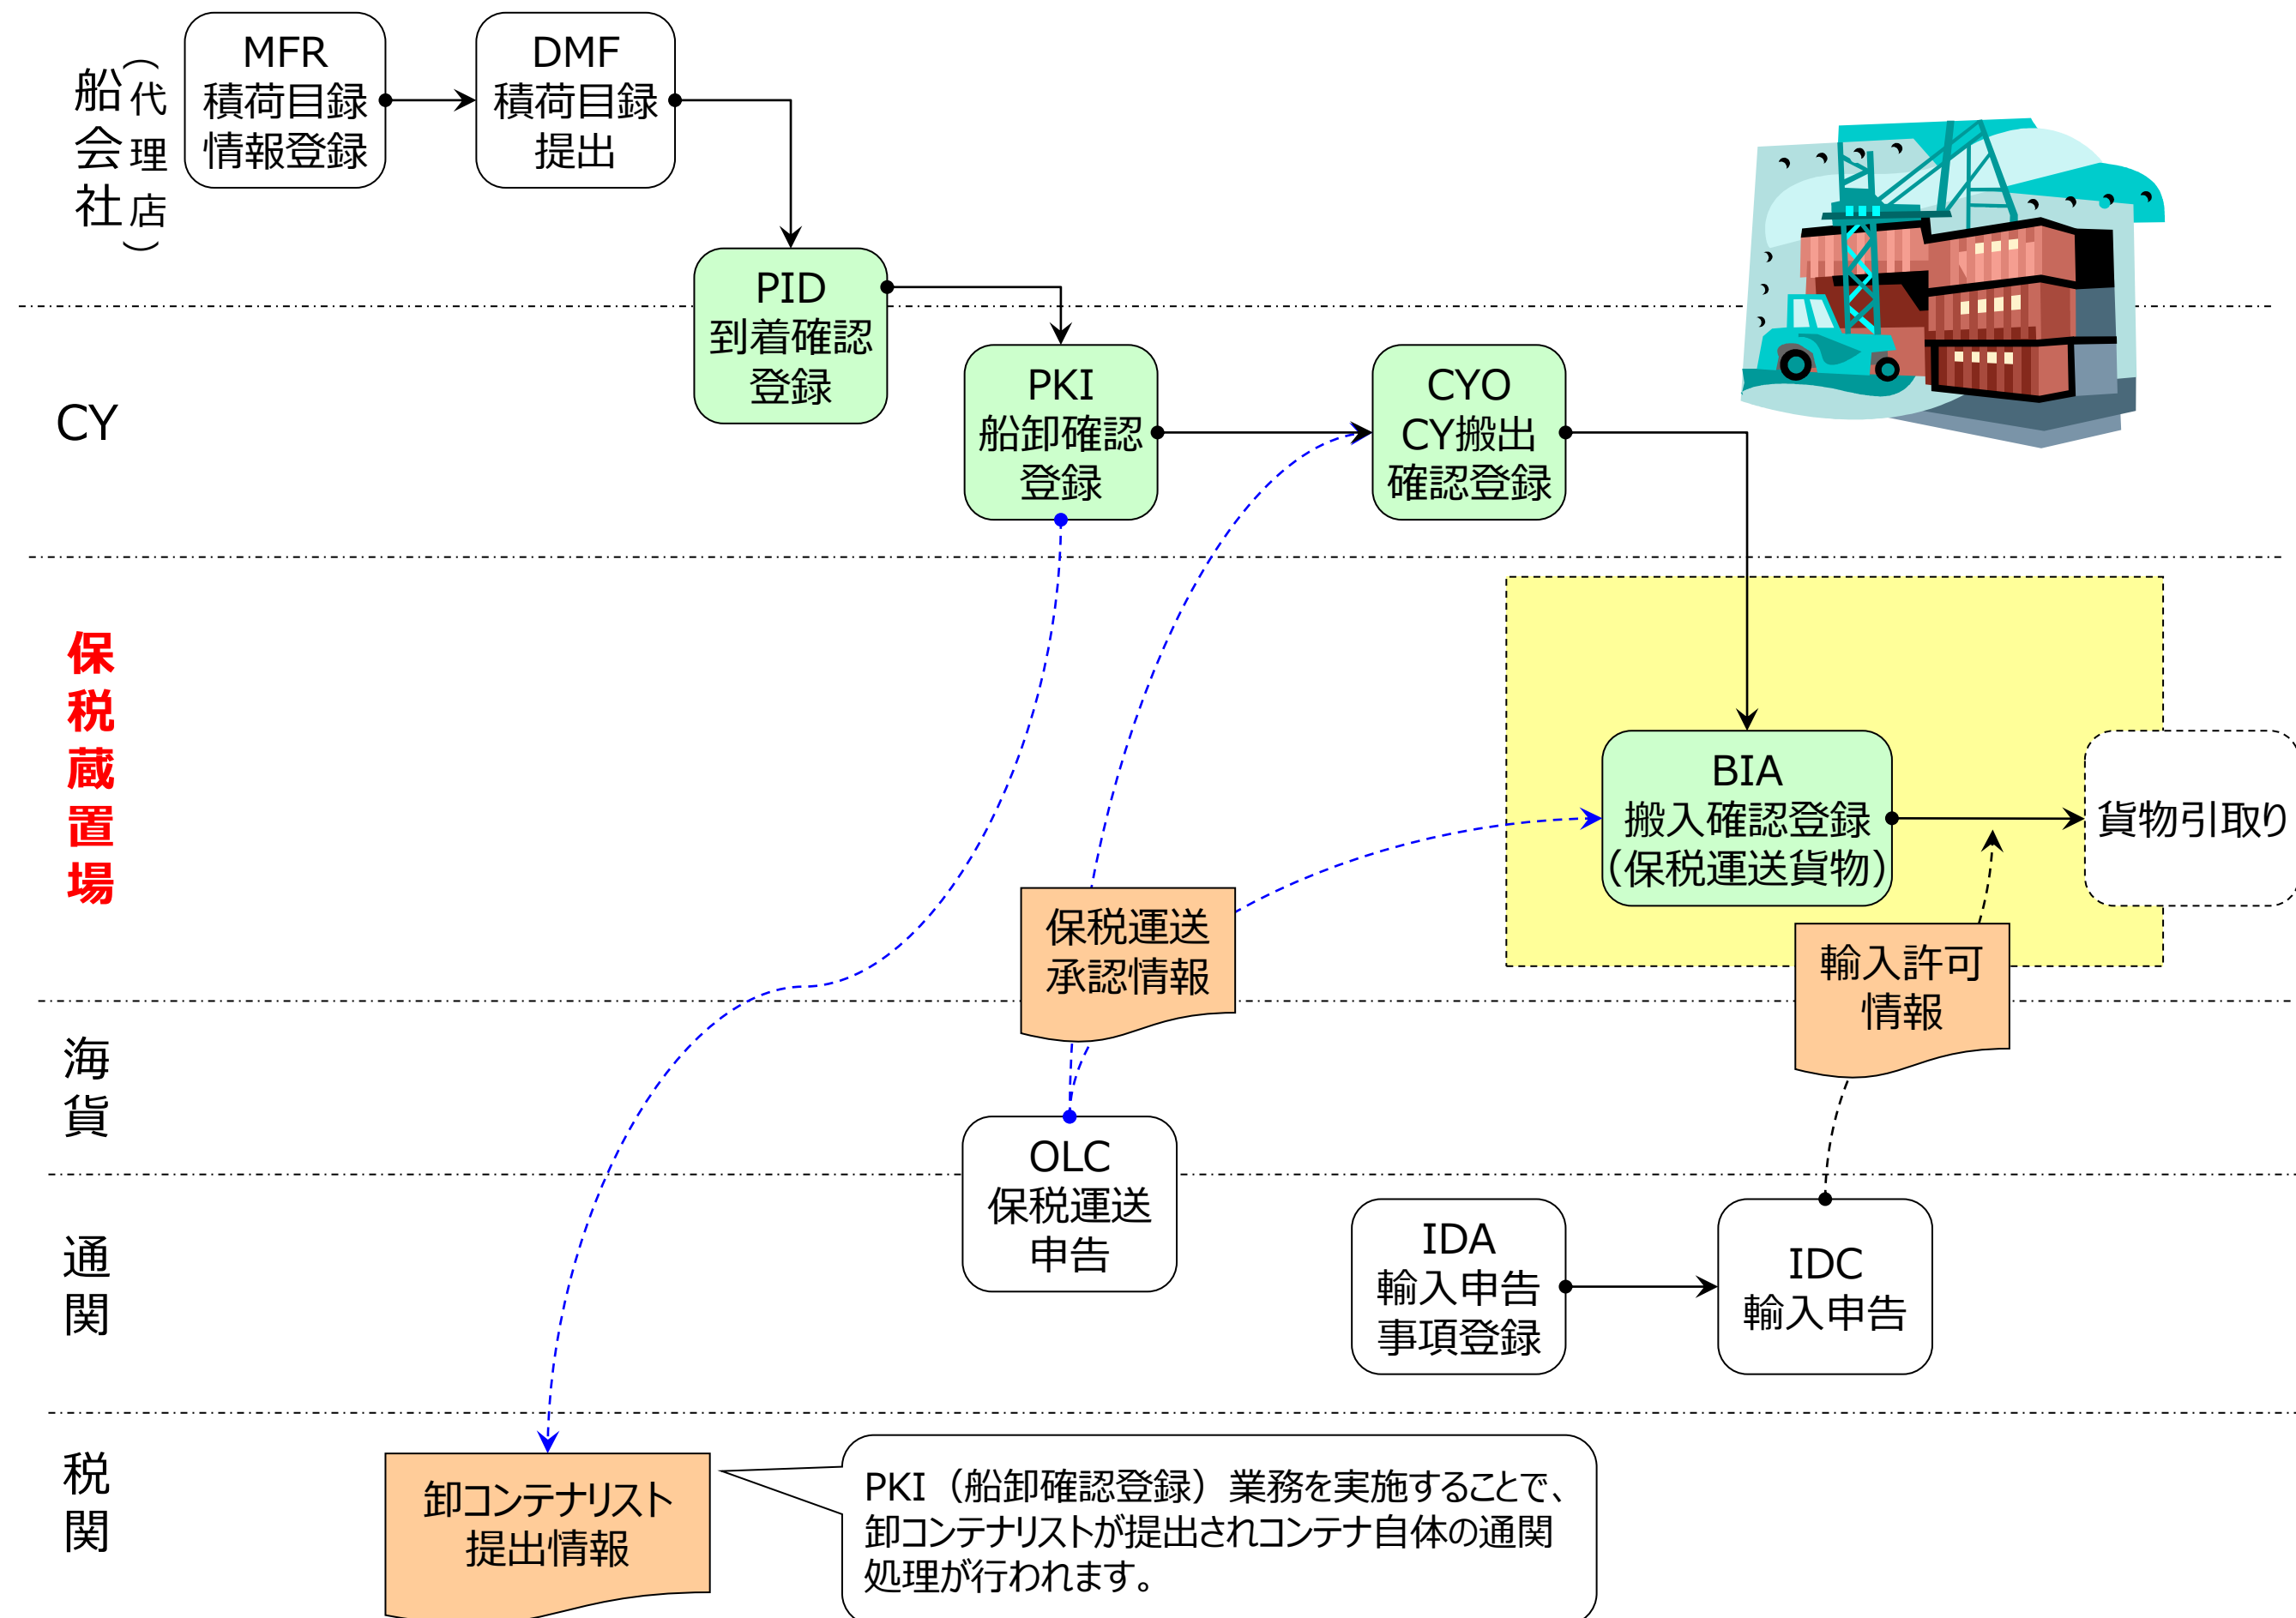 船会社
（代理店）
MFR
積荷目録
情報登録
DMF
積荷目録
提出
PID
到着確認
登録
CY
PKI
船卸確認
登録
CYO
CY搬出
確認登録
保税蔵置場
BIA
搬入確認登録
（保税運送貨物）
貨物引取り
保税運送
承認情報
輸入許可
情報
海貨
OLC
保税運送
申告
通関
IDA
輸入申告
事項登録
IDC
輸入申告
税関
卸コンテナリスト
提出情報
PKI（船卸確認登録）業務を実施することで、
卸コンテナリストが提出されコンテナ自体の通関
処理が行われます。